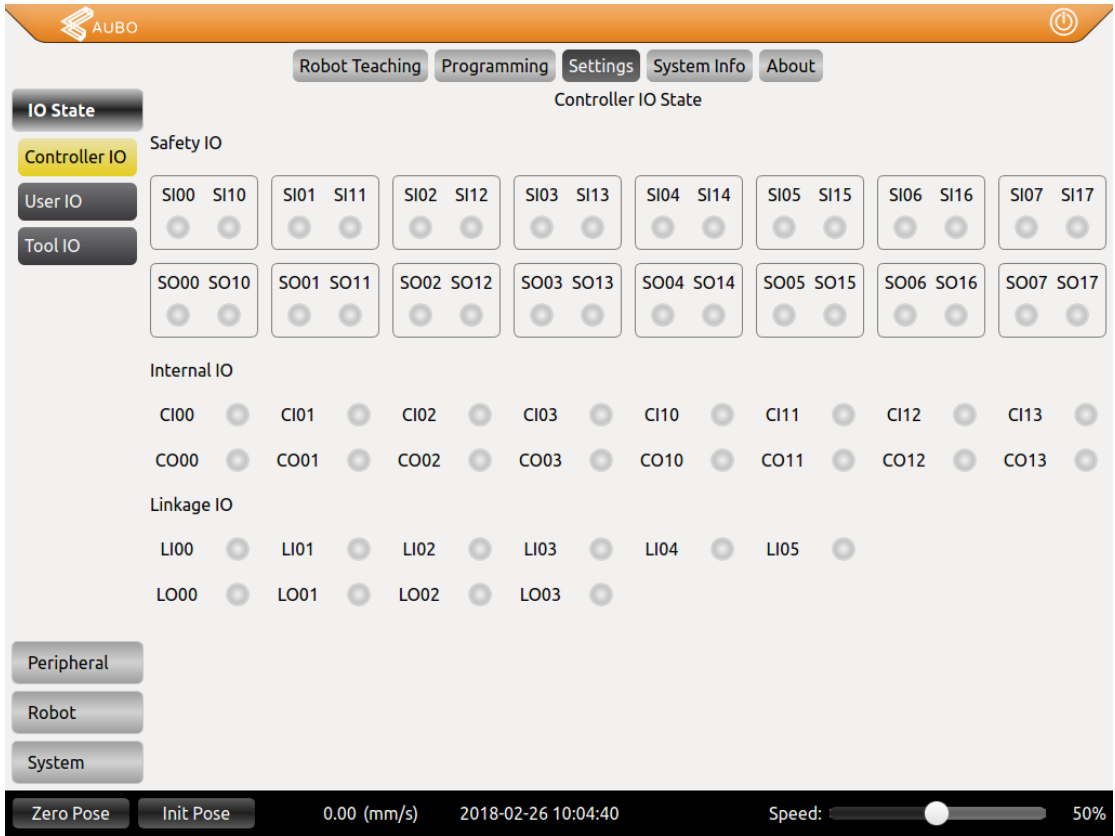 AUBO
Robot Teaching Programming Settings System Info About
IO State
Controller IO
User IO
Tool IO
Controller IO State
Safety IO
SI00 SI10 SI01 SI11 SI02 SI12 SI03 SI13 SI04 SI14 SI05 SI15 SI06 SI16 SI07 SI17
SO00 SO10 SO01 SO11 SO02 SO12 SO03 SO13 SO04 SO14 SO05 SO15 SO06 SO16 SO07 SO17
Internal IO
CI00 CI01 CI02 CI03 CI10 CI11 CI12 CI13
CO00 CO01 CO02 CO03 CO10 CO11 CO12 CO13
Linkage IO
LI00 LI01 LI02 LI03 LI04 LI05
LO00 LO01 LO02 LO03
Peripheral
Robot
System
Zero Pose Init Pose 0.00 (mm/s) 2018-02-26 10:04:40 Speed: 50%